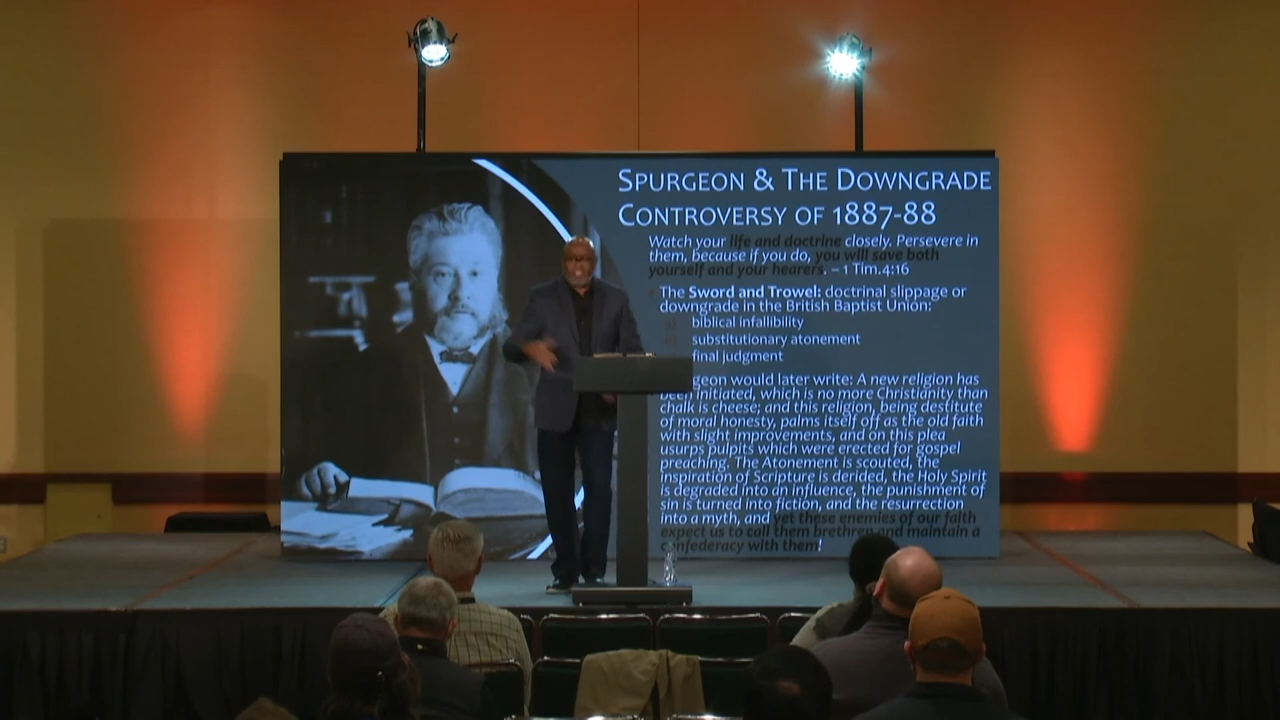 SPURGEON & THE DOWNGRADE
CONTROVERSY OF 1887-88
Watch your life and doctrine closely. Persevere in
them, because if you do, you will save both
yourself and your hearers. – 1 Tim.4:16
The Sword and Trowel: doctrinal slippage or
downgrade in the British Baptist Union:
biblical infallibility
substitutionary atonement
final judgment
geon would later write: A new religion has
been initiated, which is no more Christianity than
chalk is cheese; and this religion, being destitute
of moral honesty, palms itself off as the old faith
with slight improvements, and on this plea
usurps pulpits which were erected for gospel
preaching. The Atonement is scouted, the
inspiration of Scripture is derided, the Holy Spirit
is degraded into an influence, the punishment of
sin is turned into fiction, and the resurrection
into a myth, and yet these enemies of our faith
expect us to call them brethren and maintain a
confederacy with them!